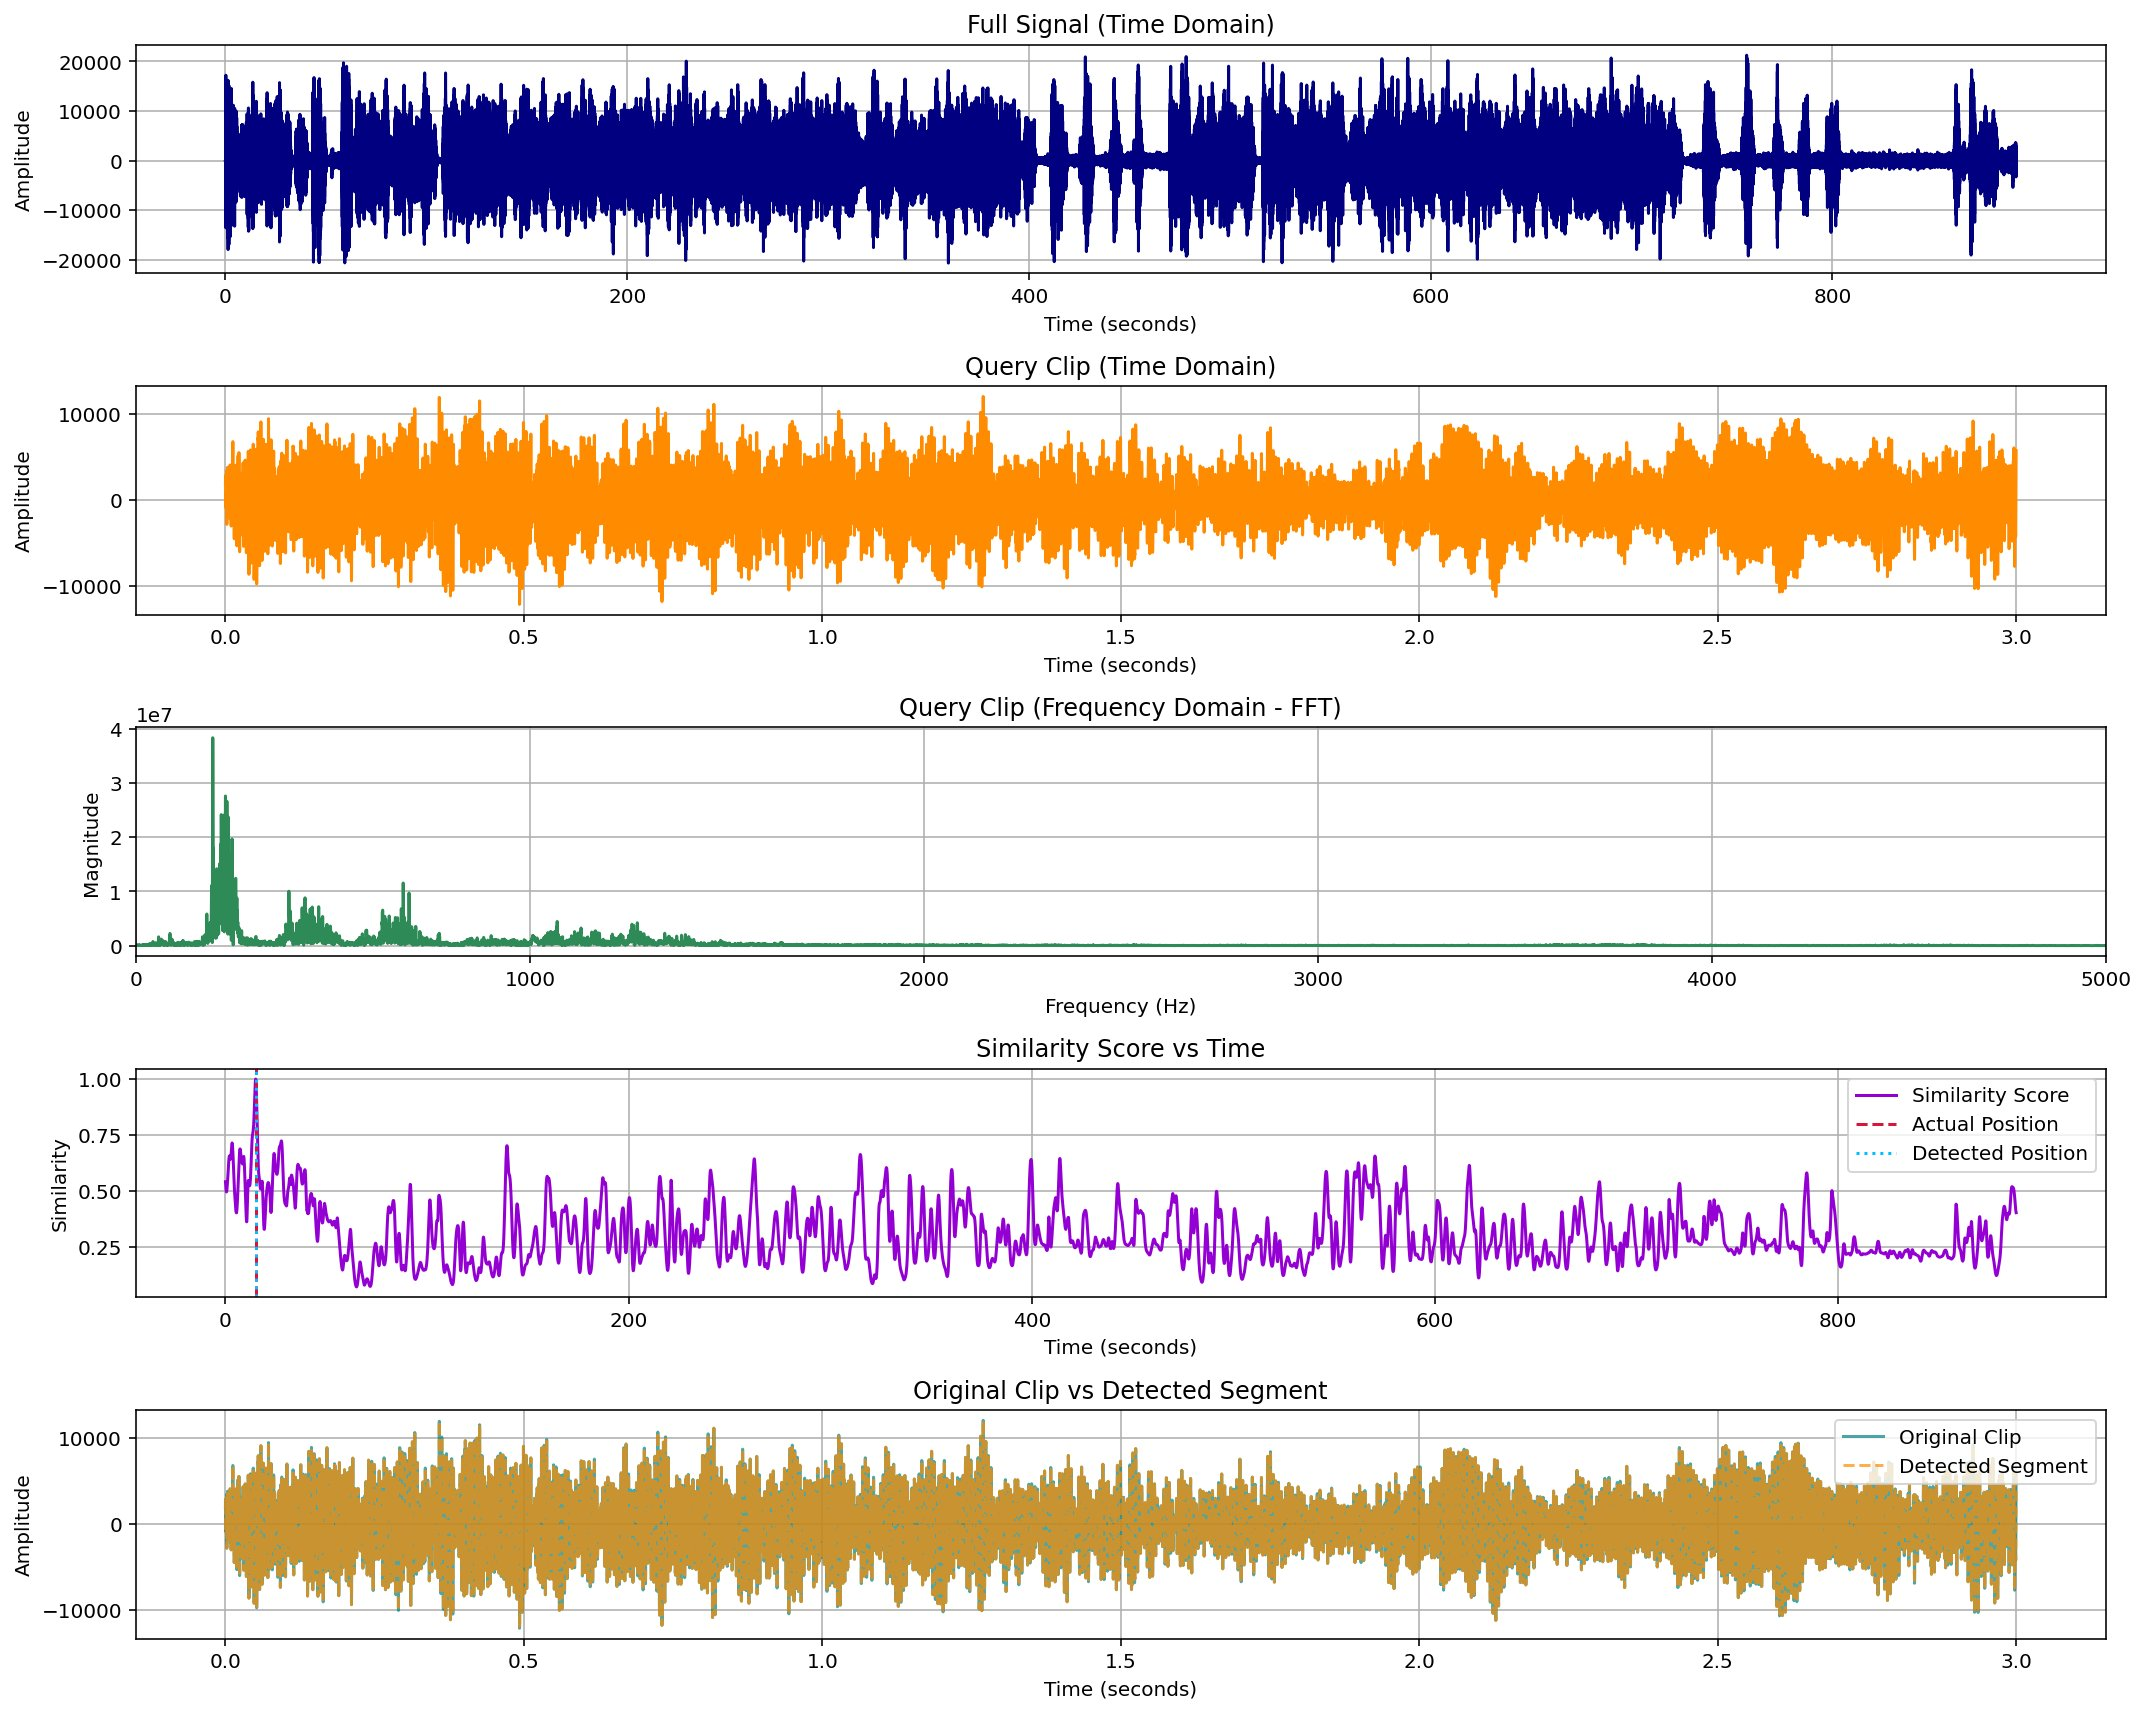 Full Signal (Time Domain)
20000
10000
0
−10000
−20000
Amplitude
0 200 400 600 800
Time (seconds)
Query Clip (Time Domain)
10000
0
−10000
Amplitude
0.0 0.5 1.0 1.5 2.0 2.5 3.0
Time (seconds)
Query Clip (Frequency Domain - FFT)
1e7
4
3
2
1
0
Magnitude
0 1000 2000 3000 4000 5000
Frequency (Hz)
Similarity Score vs Time
1.00
0.75
0.50
0.25
Similarity
Similarity Score
Actual Position
Detected Position
0 200 400 600 800
Time (seconds)
Original Clip vs Detected Segment
10000
0
−10000
Amplitude
Original Clip
Detected Segment
0.0 0.5 1.0 1.5 2.0 2.5 3.0
Time (seconds)